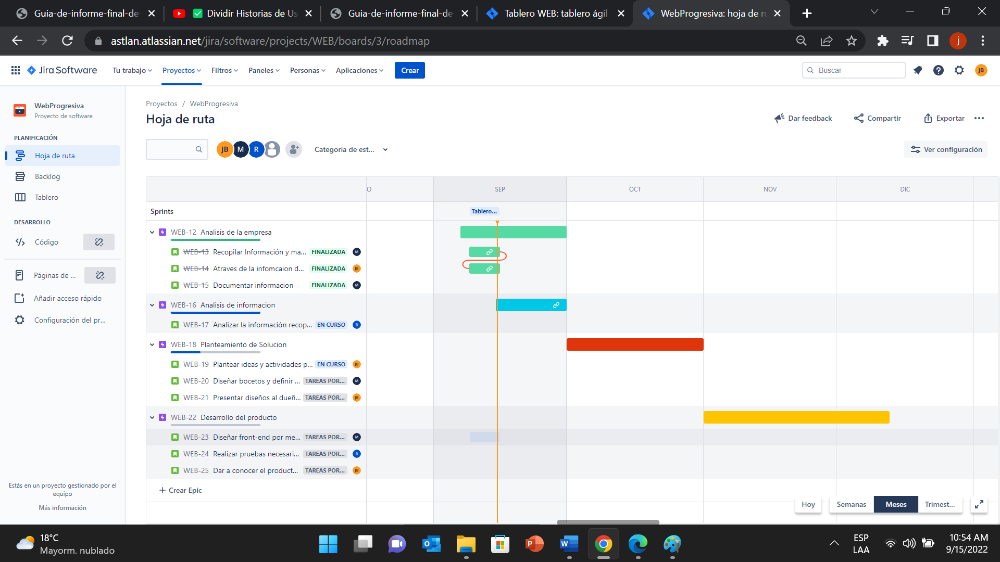 Guia-de-informe-final-de-
Dividir Historias de Us
Guia-de-informe-final-de-
Tablero WEB: tablero ágil
WebProgresiva: hoja de ru
astlan.atlassian.net/jira/software/projects/WEB/boards/3/roadmap
j
Jira Software
Tu trabajo
Proyectos
Filtros
Paneles
Personas
Aplicaciones
Crear
Buscar
JB
WebProgresiva
Proyecto de software
PLANIFICACIÓN
Hoja de ruta
Backlog
Tablero
DESARROLLO
Código
Páginas de ...
Añadir acceso rápido
Configuración del pr...
Estás en un proyecto gestionado por el
equipo
Más información
Proyectos / WebProgresiva
Hoja de ruta
Dar feedback
Compartir
Exportar
JB M R
Categoría de est...
Ver configuración
O SEP OCT NOV DIC
Sprints
Tablero...
WEB-12 Analisis de la empresa
WEB-13 Recopilar Información y ma... FINALIZADA M
WEB-14 Atraves de la infomcaion d... FINALIZADA JB
WEB-15 Documentar informacion FINALIZADA M
WEB-16 Analisis de informacion
WEB-17 Analizar la información recop... EN CURSO R
WEB-18 Planteamiento de Solucion
WEB-19 Plantear ideas y actividades p... EN CURSO JB
WEB-20 Diseñar bocetos y definir ... TAREAS POR... M
WEB-21 Presentar diseños al dueñ... TAREAS POR... JB
WEB-22 Desarrollo del producto
WEB-23 Diseñar front-end por me... TAREAS POR... M
WEB-24 Realizar pruebas necesari... TAREAS POR... R
WEB-25 Dar a conocer el product... TAREAS POR... JB
+ Crear Epic
Hoy
Semanas
Meses
Trimest...
18°C
Mayorm. nublado
ESP
LAA
10:54 AM
9/15/2022